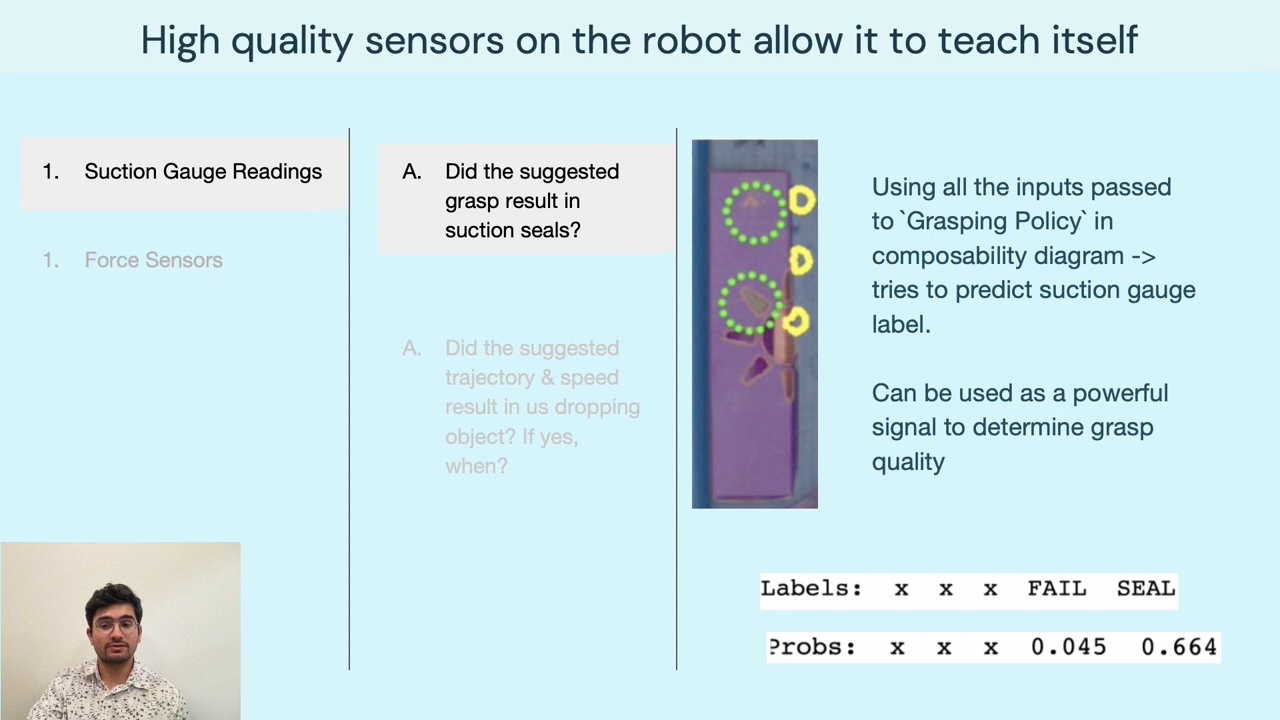 High quality sensors on the robot allow it to teach itself
1. Suction Gauge Readings
1. Force Sensors
A. Did the suggested
grasp result in
suction seals?
A. Did the suggested
trajectory & speed
result in us dropping
object? If yes,
when?
Using all the inputs passed
to `Grasping Policy` in
composability diagram ->
tries to predict suction gauge
label.
Can be used as a powerful
signal to determine grasp
quality
Labels: x x x FAIL SEAL
Probs: x x x 0.045 0.664